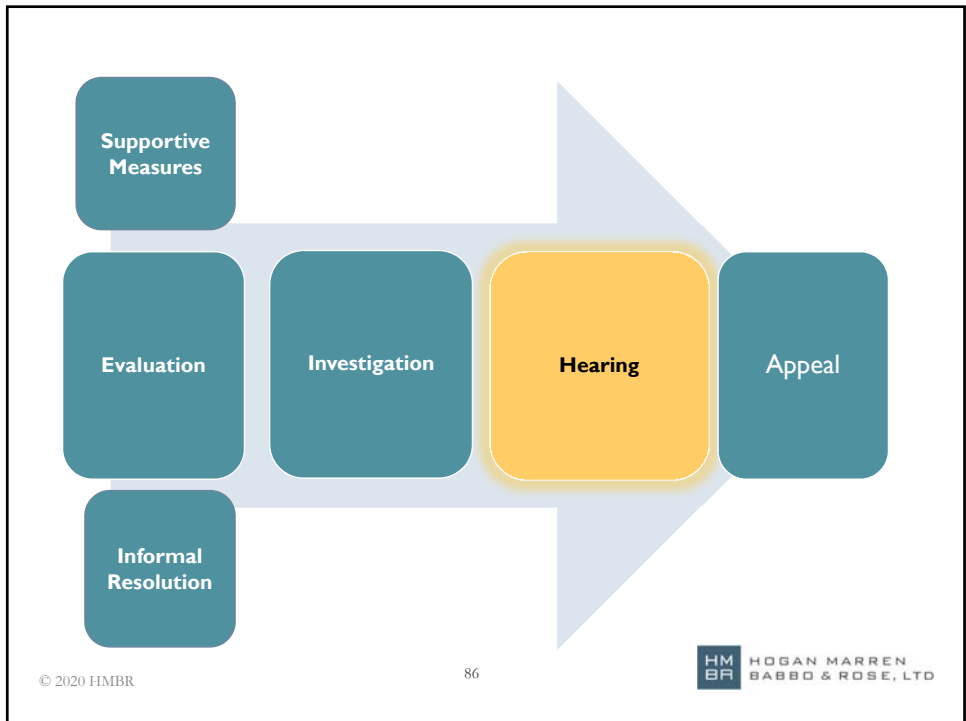 Supportive
Measures
Evaluation
Investigation
Hearing
Appeal
Informal
Resolution
© 2020 HMBR
86
HM
BR
HOGAN MARREN
BABBO & ROSE, LTD